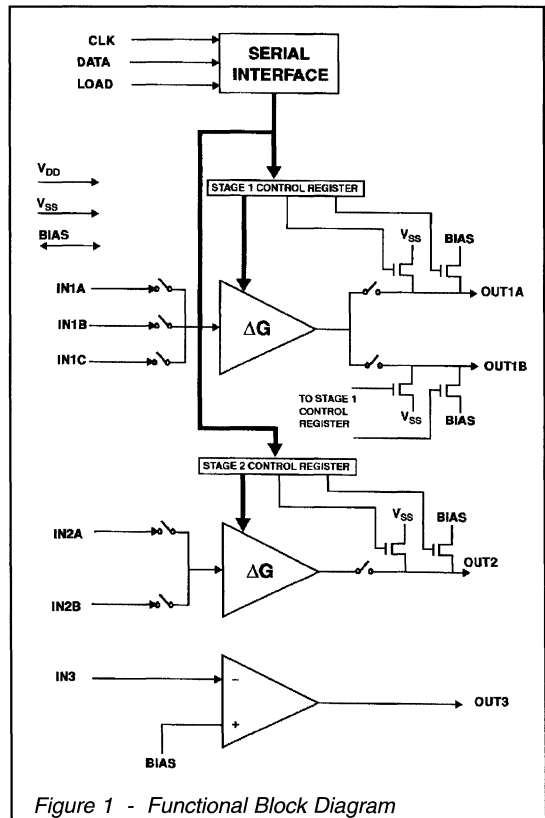 CLK
DATA
LOAD
SERIAL
INTERFACE
VDD
VSS
BIAS
STAGE 1 CONTROL REGISTER
VSS
BIAS
IN1A
IN1B
IN1C
ΔG
OUT1A
OUT1B
TO STAGE 1
CONTROL
REGISTER
VSS
BIAS
STAGE 2 CONTROL REGISTER
VSS
BIAS
IN2A
IN2B
ΔG
OUT2
IN3
−
+
OUT3
BIAS
Figure 1 - Functional Block Diagram